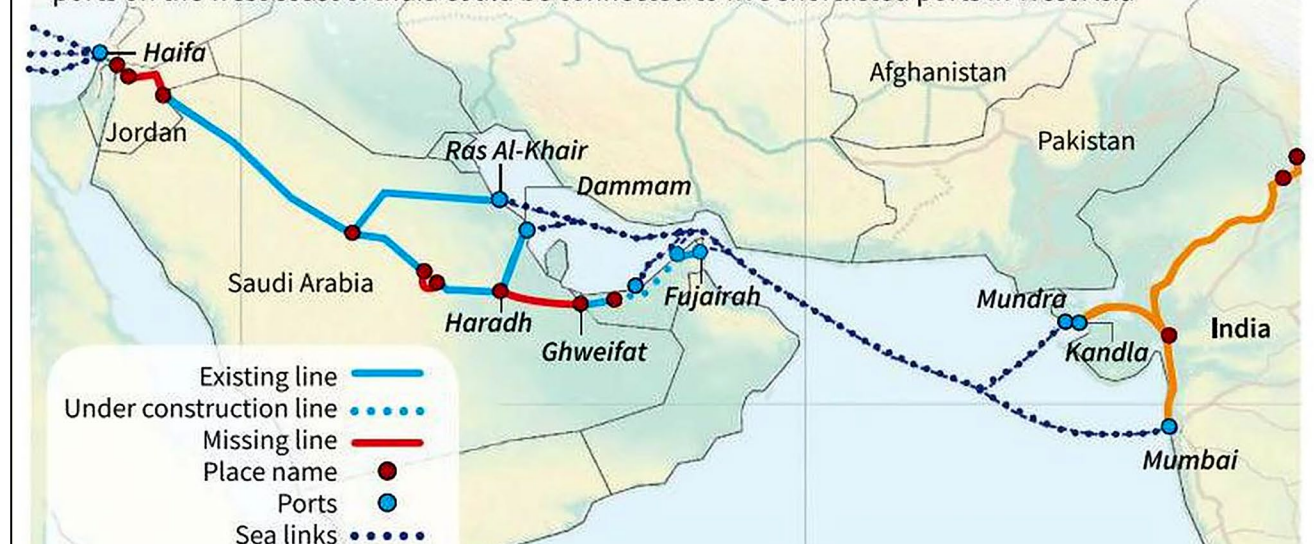 Haifa
Afghanistan
Jordan
Pakistan
Ras Al-Khair
Dammam
Saudi Arabia
Fujairah
Mundra
Haradh
India
Ghweifat
Kandla
Existing line
Under construction line
Missing line
Mumbai
Place name
Ports
Sea links